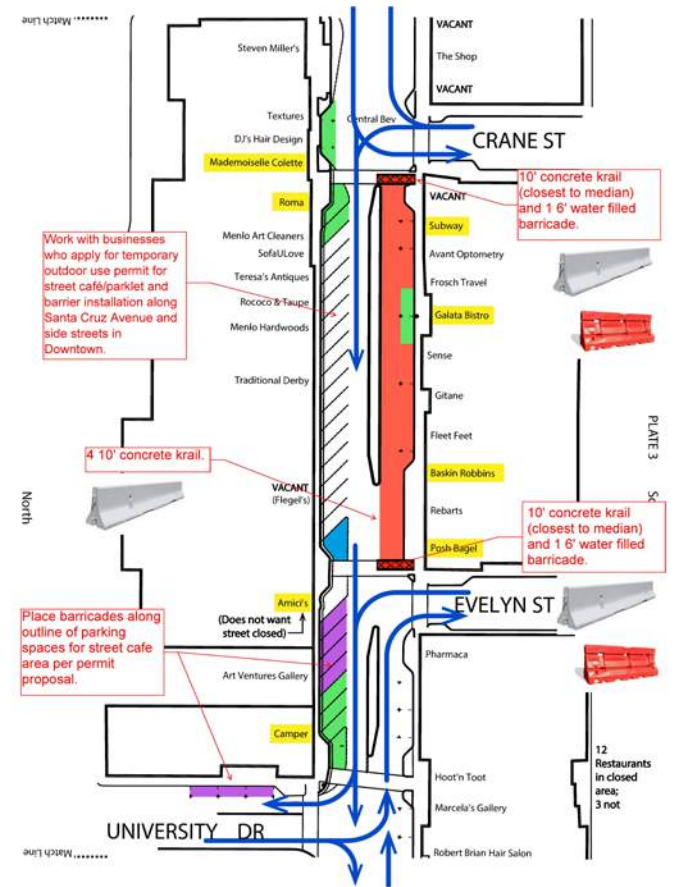 Match Line
VACANT
Steven Miller's
The Shop
VACANT
Textures
Central Bev
DJ's Hair Design
CRANE ST
Mademoiselle Colette
10' concrete krail
(closest to median)
and 1 6' water filled
barricade.
VACANT
Roma
Subway
Work with businesses
who apply for temporary
outdoor use permit for
street café/parklet and
barrier installation along
Santa Cruz Avenue and
side streets in
Downtown.
Menlo Art Cleaners
SofaULove
Avant Optometry
Teresa's Antiques
Frosch Travel
Rococo & Taupe
Menlo Hardwoods
Galata Bistro
Sense
Traditional Derby
Gitane
PLATE 3
Fleet Feet
4 10' concrete krail.
Baskin Robbins
VACANT
(Flegel's)
North
Rebarts
10' concrete krail
(closest to median)
and 1 6' water filled
barricade.
Posh Bagel
Amici's
(Does not want
street closed)
EVELYN ST
Place barricades along
outline of parking
spaces for street cafe
area per permit
proposal.
Pharmaca
Art Ventures Gallery
Camper
12
Restaurants
in closed
area;
3 not
Hoot'n Toot
Marcela's Gallery
UNIVERSITY DR
Match Line
Robert Brian Hair Salon